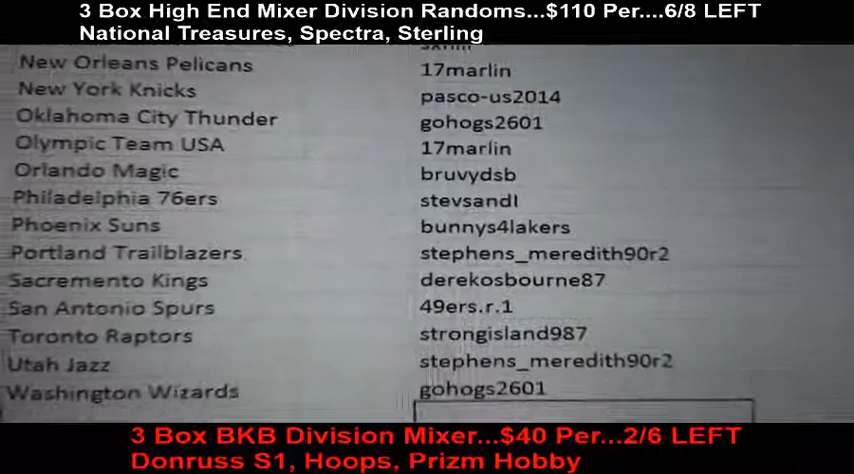 3 Box High End Mixer Division Randoms...$110 Per....6/8 LEFT
National Treasures, Spectra, Sterling
New Orleans Pelicans 17marlin
New York Knicks pasco-us2014
Oklahoma City Thunder gohogs2601
Olympic Team USA 17marlin
Orlando Magic bruvydsb
Philadelphia 76ers stevsandl
Phoenix Suns bunnys4lakers
Portland Trailblazers stephens_meredith90r2
Sacremento Kings derekosbourne87
San Antonio Spurs 49ers.r.1
Toronto Raptors strongisland987
Utah Jazz stephens_meredith90r2
Washington Wizards gohogs2601
3 Box BKB Division Mixer...$40 Per...2/6 LEFT
Donruss S1, Hoops, Prizm Hobby